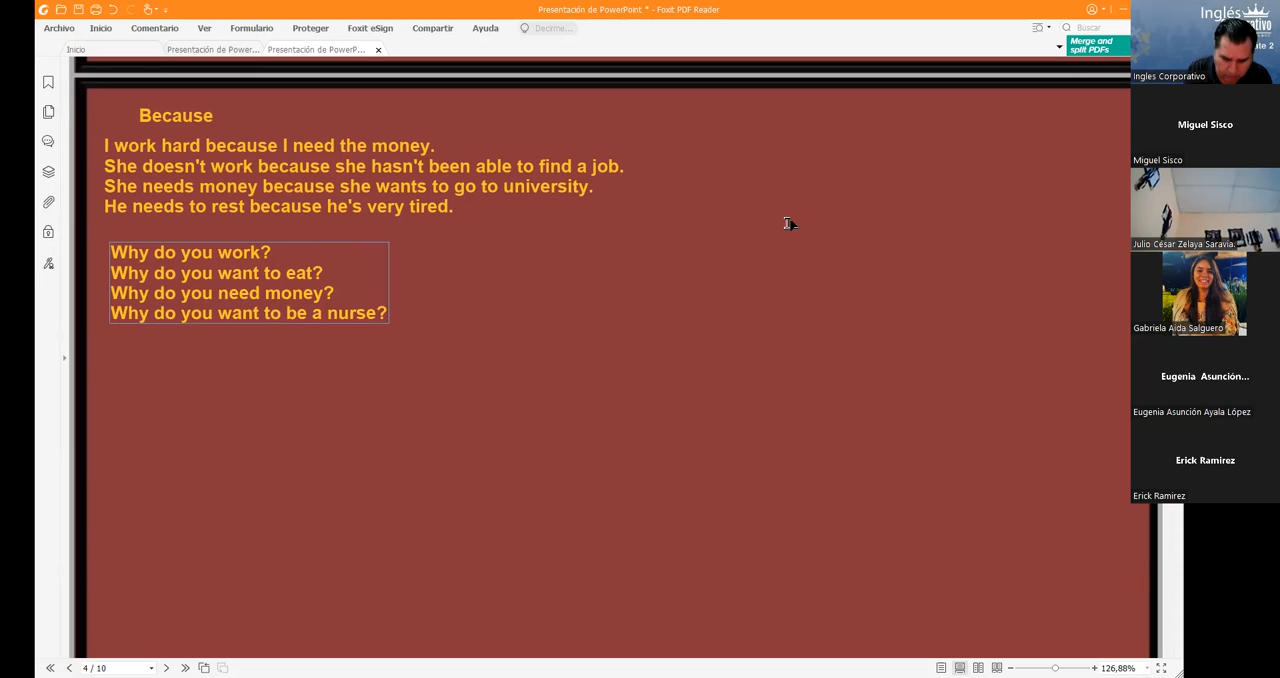 Presentación de PowerPoint * - Foxit PDF Reader
Archivo Inicio Comentario Ver Formulario Proteger Foxit eSign Compartir Ayuda Decirme... Buscar
Inicio Presentación de Power... Presentación de PowerP... Merge and split PDFs
Because
I work hard because I need the money.
She doesn't work because she hasn't been able to find a job.
She needs money because she wants to go to university.
He needs to rest because he's very tired.
Why do you work?
Why do you want to eat?
Why do you need money?
Why do you want to be a nurse?
4 / 10
126,88%
Inglés
Ingles Corporativo
Miguel Sisco
Miguel Sisco
Julio César Zelaya Saravia.
Gabriela Aida Salguero
Eugenia Asunción...
Eugenia Asunción Ayala López
Erick Ramirez
Erick Ramirez